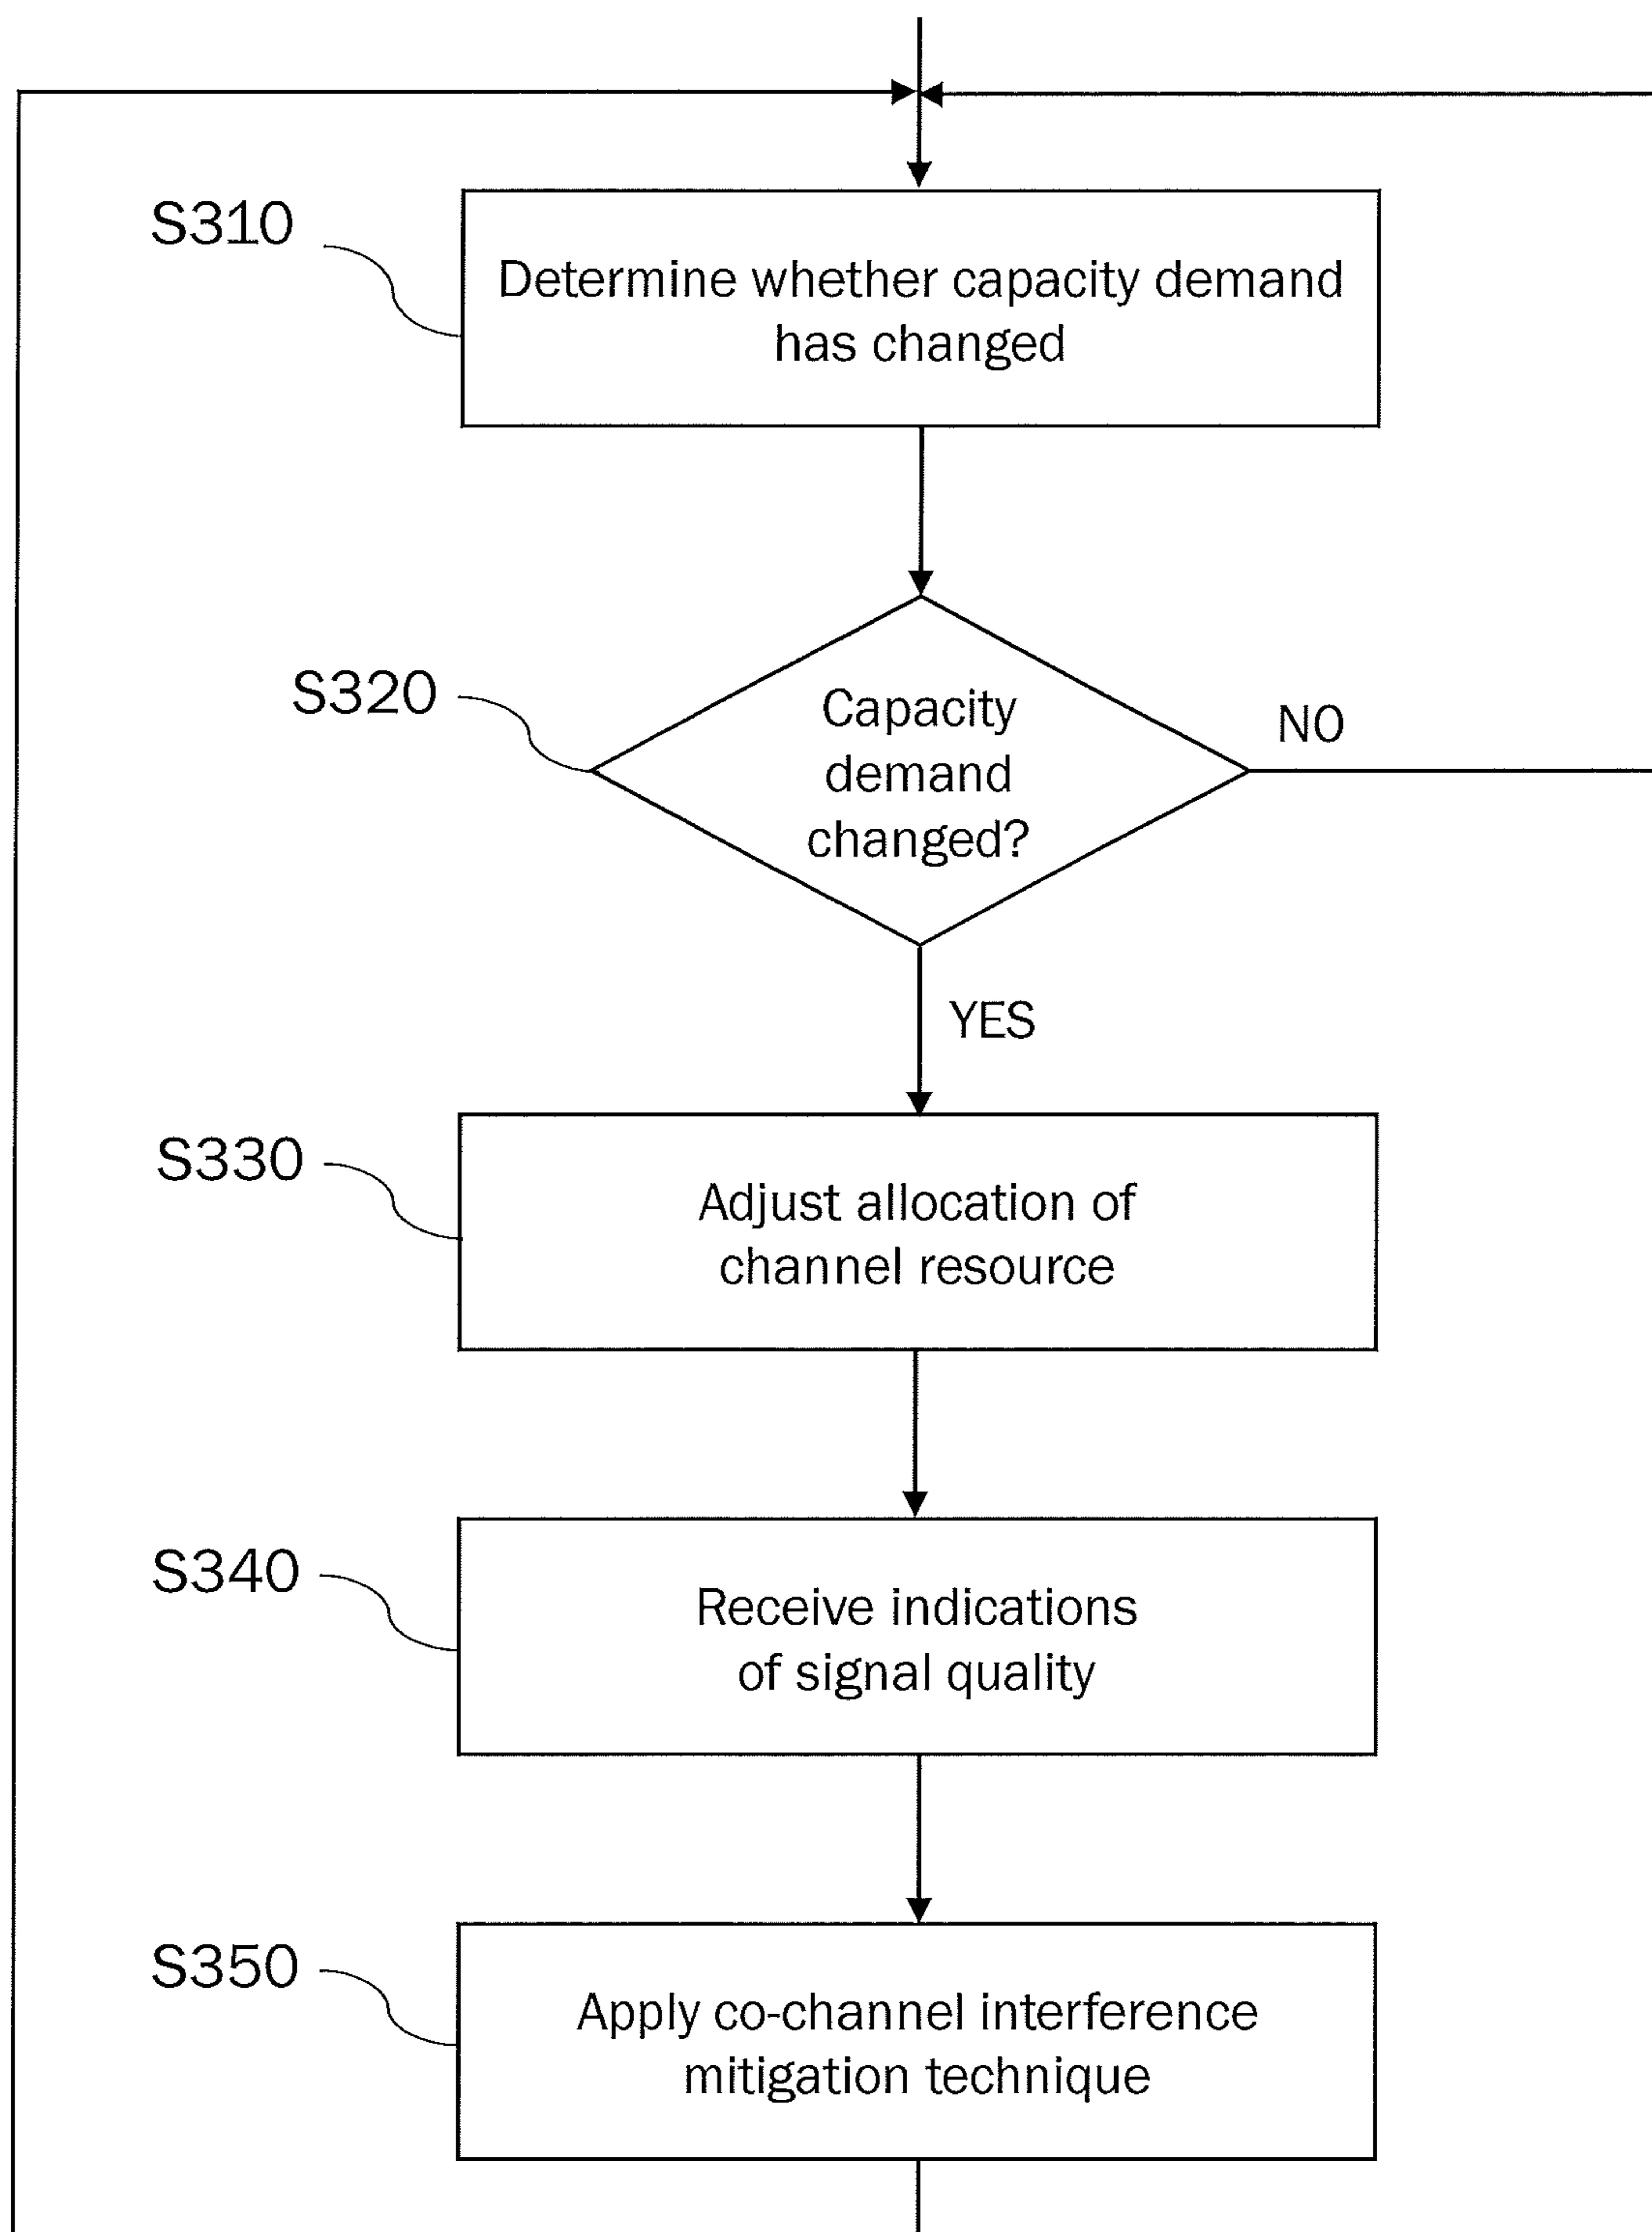 S310
Determine whether capacity demand
has changed
S320
Capacity
demand
changed?
NO
YES
S330
Adjust allocation of
channel resource
S340
Receive indications
of signal quality
S350
Apply co-channel interference
mitigation technique